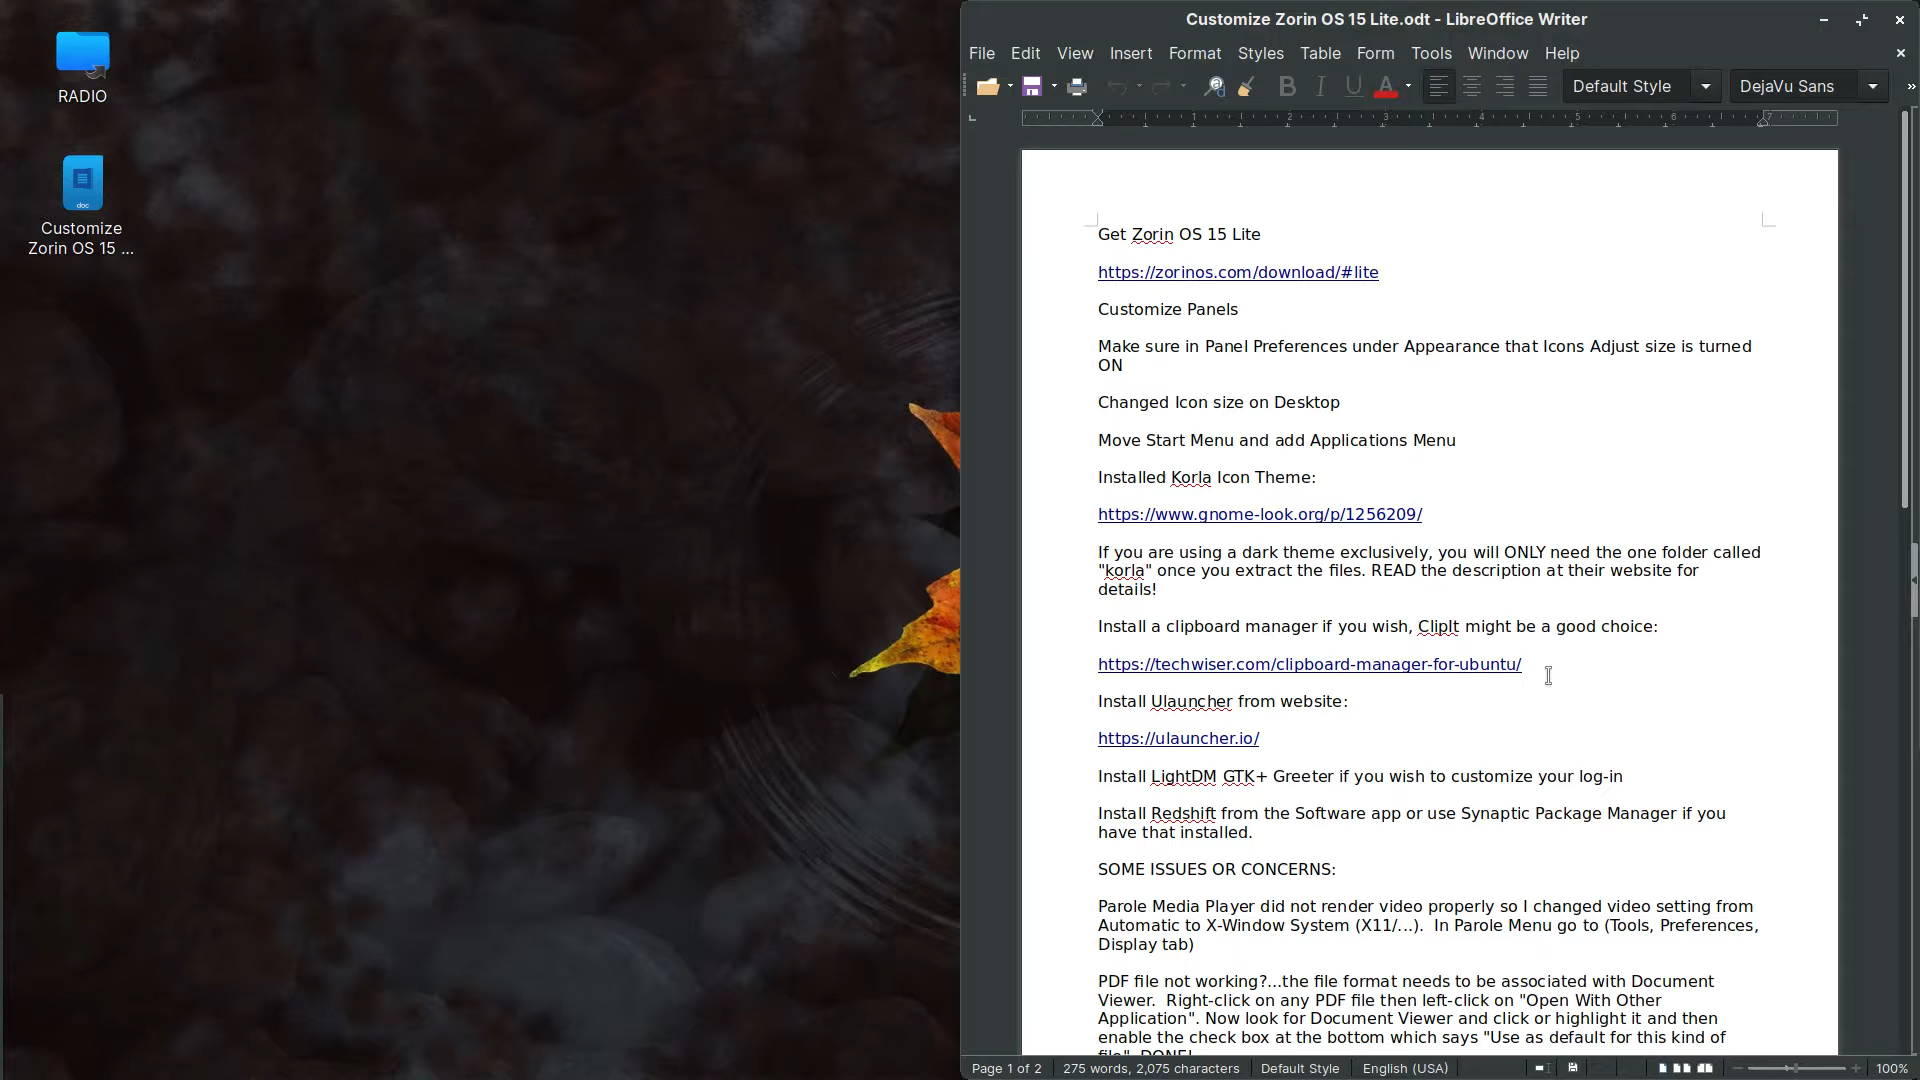 Customize Zorin OS 15 Lite.odt - LibreOffice Writer
File Edit View Insert Format Styles Table Form Tools Window Help
Default Style DejaVu Sans
1 2 3 4 5 6 7
RADIO
doc
Customize
Zorin OS 15 ...
Get Zorin OS 15 Lite
https://zorinos.com/download/#lite
Customize Panels
Make sure in Panel Preferences under Appearance that Icons Adjust size is turned
ON
Changed Icon size on Desktop
Move Start Menu and add Applications Menu
Installed Korla Icon Theme:
https://www.gnome-look.org/p/1256209/
If you are using a dark theme exclusively, you will ONLY need the one folder called
"korla" once you extract the files. READ the description at their website for
details!
Install a clipboard manager if you wish, ClipIt might be a good choice:
https://techwiser.com/clipboard-manager-for-ubuntu/
Install Ulauncher from website:
https://ulauncher.io/
Install LightDM GTK+ Greeter if you wish to customize your log-in
Install Redshift from the Software app or use Synaptic Package Manager if you
have that installed.
SOME ISSUES OR CONCERNS:
Parole Media Player did not render video properly so I changed video setting from
Automatic to X-Window System (X11/...).  In Parole Menu go to (Tools, Preferences,
Display tab)
PDF file not working?...the file format needs to be associated with Document
Viewer.  Right-click on any PDF file then left-click on "Open With Other
Application". Now look for Document Viewer and click or highlight it and then
enable the check box at the bottom which says "Use as default for this kind of
file". DONE!
Page 1 of 2 275 words, 2,075 characters Default Style English (USA) 100%